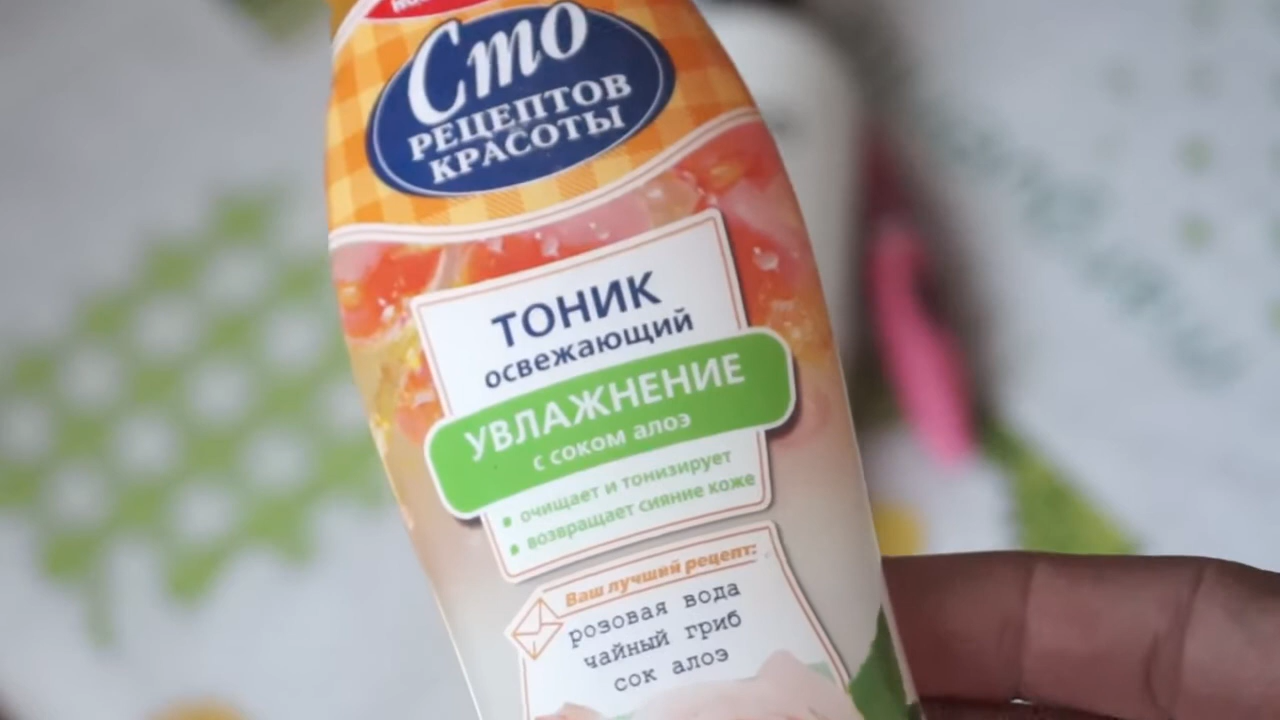 Сто
РЕЦЕПТОВ
КРАСОТЫ
ТОНИК
освежающий
УВЛАЖНЕНИЕ
с соком алоэ
• очищает и тонизирует
• возвращает сияние коже
Ваш лучший рецепт:
розовая вода
чайный гриб
сок алоэ